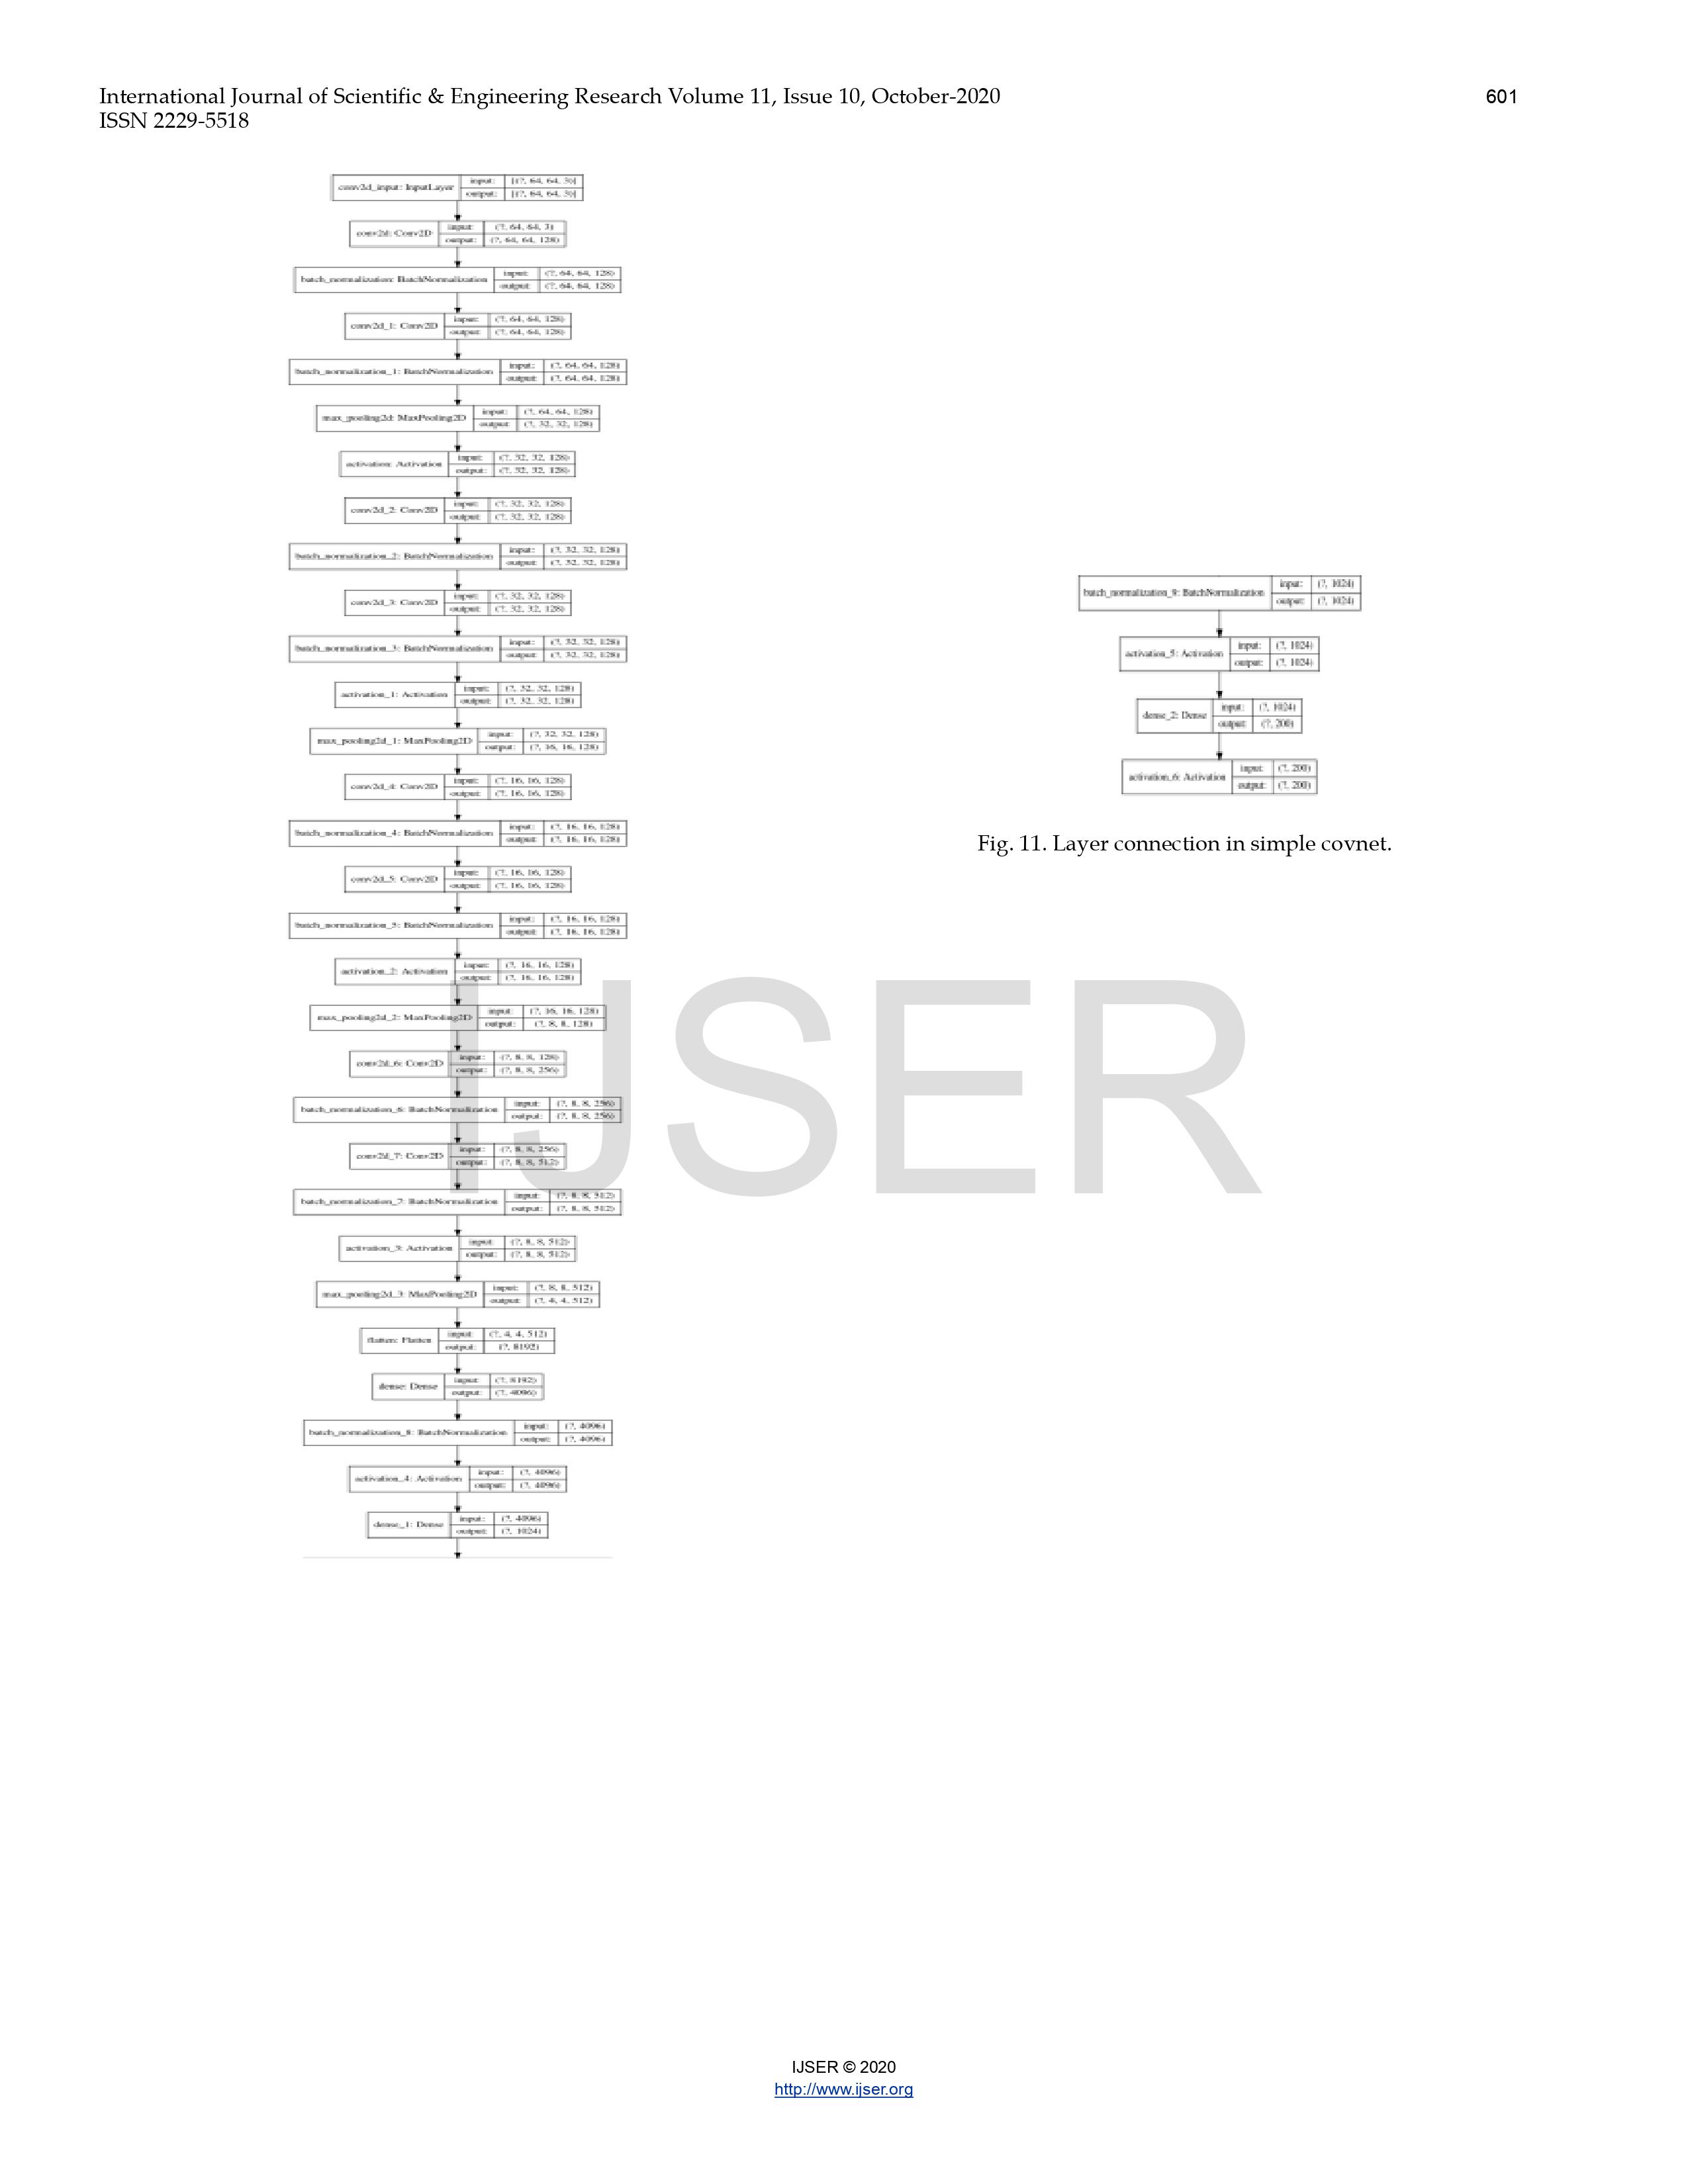 International Journal of Scientific & Engineering Research Volume 11, Issue 10, October-2020 601
ISSN 2229-5518
conv2d_input: InputLayer input: [(?, 64, 64, 3)]
output: [(?, 64, 64, 3)]
conv2d: Conv2D input: (?, 64, 64, 3)
output: (?, 64, 64, 128)
batch_normalization: BatchNormalization input: (?, 64, 64, 128)
output: (?, 64, 64, 128)
conv2d_1: Conv2D input: (?, 64, 64, 128)
output: (?, 64, 64, 128)
batch_normalization_1: BatchNormalization input: (?, 64, 64, 128)
output: (?, 64, 64, 128)
max_pooling2d: MaxPooling2D input: (?, 64, 64, 128)
output: (?, 32, 32, 128)
activation: Activation input: (?, 32, 32, 128)
output: (?, 32, 32, 128)
conv2d_2: Conv2D input: (?, 32, 32, 128)
output: (?, 32, 32, 128)
batch_normalization_2: BatchNormalization input: (?, 32, 32, 128)
output: (?, 32, 32, 128)
conv2d_3: Conv2D input: (?, 32, 32, 128)
output: (?, 32, 32, 128)
batch_normalization_3: BatchNormalization input: (?, 32, 32, 128)
output: (?, 32, 32, 128)
activation_1: Activation input: (?, 32, 32, 128)
output: (?, 32, 32, 128)
max_pooling2d_1: MaxPooling2D input: (?, 32, 32, 128)
output: (?, 16, 16, 128)
conv2d_4: Conv2D input: (?, 16, 16, 128)
output: (?, 16, 16, 128)
batch_normalization_4: BatchNormalization input: (?, 16, 16, 128)
output: (?, 16, 16, 128)
conv2d_5: Conv2D input: (?, 16, 16, 128)
output: (?, 16, 16, 128)
batch_normalization_5: BatchNormalization input: (?, 16, 16, 128)
output: (?, 16, 16, 128)
activation_2: Activation input: (?, 16, 16, 128)
output: (?, 16, 16, 128)
max_pooling2d_2: MaxPooling2D input: (?, 16, 16, 128)
output: (?, 8, 8, 128)
conv2d_6: Conv2D input: (?, 8, 8, 128)
output: (?, 8, 8, 256)
batch_normalization_6: BatchNormalization input: (?, 8, 8, 256)
output: (?, 8, 8, 256)
conv2d_7: Conv2D input: (?, 8, 8, 256)
output: (?, 8, 8, 512)
batch_normalization_7: BatchNormalization input: (?, 8, 8, 512)
output: (?, 8, 8, 512)
activation_3: Activation input: (?, 8, 8, 512)
output: (?, 8, 8, 512)
max_pooling2d_3: MaxPooling2D input: (?, 8, 8, 512)
output: (?, 4, 4, 512)
flatten: Flatten input: (?, 4, 4, 512)
output: (?, 8192)
dense: Dense input: (?, 8192)
output: (?, 4096)
batch_normalization_8: BatchNormalization input: (?, 4096)
output: (?, 4096)
activation_4: Activation input: (?, 4096)
output: (?, 4096)
dense_1: Dense input: (?, 4096)
output: (?, 1024)
batch_normalization_9: BatchNormalization input: (?, 1024)
output: (?, 1024)
activation_5: Activation input: (?, 1024)
output: (?, 1024)
dense_2: Dense input: (?, 1024)
output: (?, 200)
activation_6: Activation input: (?, 200)
output: (?, 200)
Fig. 11. Layer connection in simple covnet.
IJSER
IJSER © 2020
http://www.ijser.org